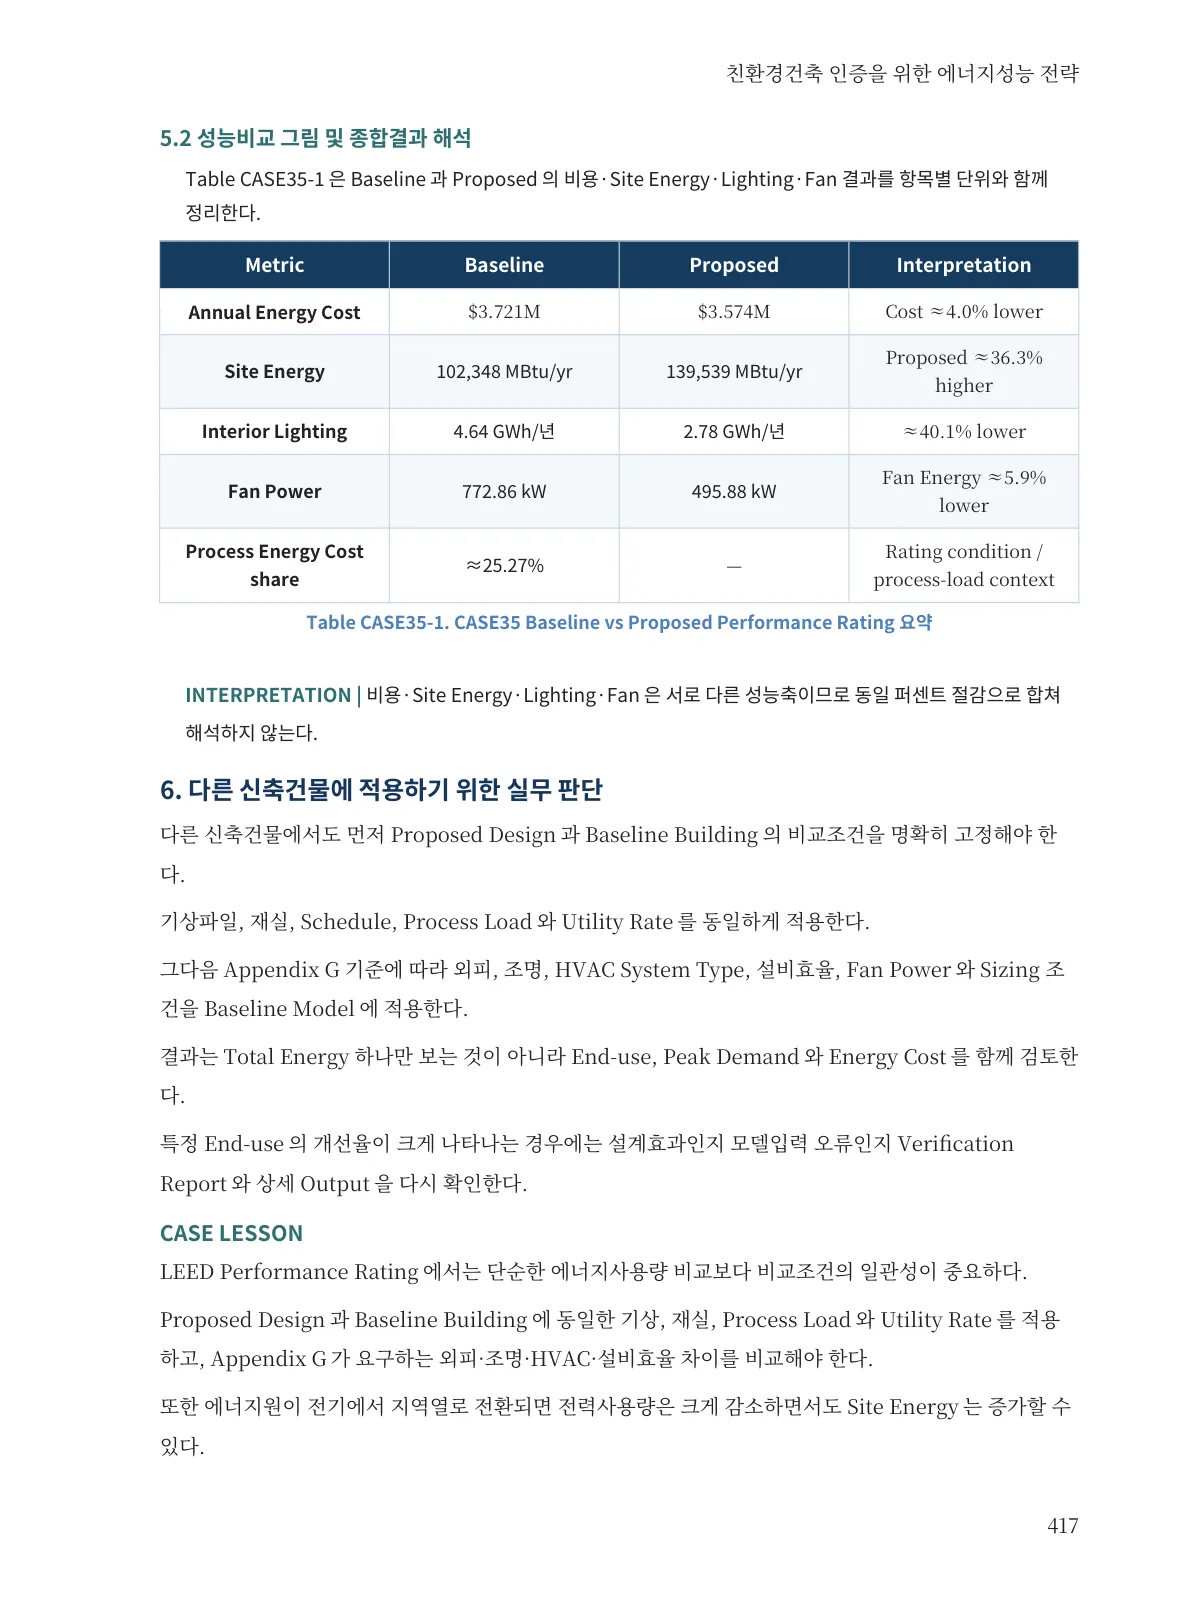 친환경건축 인증을 위한 에너지성능 전략
5.2 성능비교 그림 및 종합결과 해석
Table CASE35-1 은 Baseline 과 Proposed 의 비용·Site Energy·Lighting·Fan 결과를 항목별 단위와 함께
정리한다.
Metric Baseline Proposed Interpretation
Annual Energy Cost $3.721M $3.574M Cost ≈4.0% lower
Site Energy 102,348 MBtu/yr 139,539 MBtu/yr Proposed ≈36.3%
higher
Interior Lighting 4.64 GWh/년 2.78 GWh/년 ≈40.1% lower
Fan Power 772.86 kW 495.88 kW Fan Energy ≈5.9%
lower
Process Energy Cost
share ≈25.27% — Rating condition /
process-load context
Table CASE35-1. CASE35 Baseline vs Proposed Performance Rating 요약
INTERPRETATION | 비용·Site Energy·Lighting·Fan 은 서로 다른 성능축이므로 동일 퍼센트 절감으로 합쳐
해석하지 않는다.
6. 다른 신축건물에 적용하기 위한 실무 판단
다른 신축건물에서도 먼저 Proposed Design 과 Baseline Building 의 비교조건을 명확히 고정해야 한
다.
기상파일, 재실, Schedule, Process Load 와 Utility Rate 를 동일하게 적용한다.
그다음 Appendix G 기준에 따라 외피, 조명, HVAC System Type, 설비효율, Fan Power 와 Sizing 조
건을 Baseline Model 에 적용한다.
결과는 Total Energy 하나만 보는 것이 아니라 End-use, Peak Demand 와 Energy Cost 를 함께 검토한
다.
특정 End-use 의 개선율이 크게 나타나는 경우에는 설계효과인지 모델입력 오류인지 Verification
Report 와 상세 Output 을 다시 확인한다.
CASE LESSON
LEED Performance Rating 에서는 단순한 에너지사용량 비교보다 비교조건의 일관성이 중요하다.
Proposed Design 과 Baseline Building 에 동일한 기상, 재실, Process Load 와 Utility Rate 를 적용
하고, Appendix G 가 요구하는 외피·조명·HVAC·설비효율 차이를 비교해야 한다.
또한 에너지원이 전기에서 지역열로 전환되면 전력사용량은 크게 감소하면서도 Site Energy 는 증가할 수
있다.
417